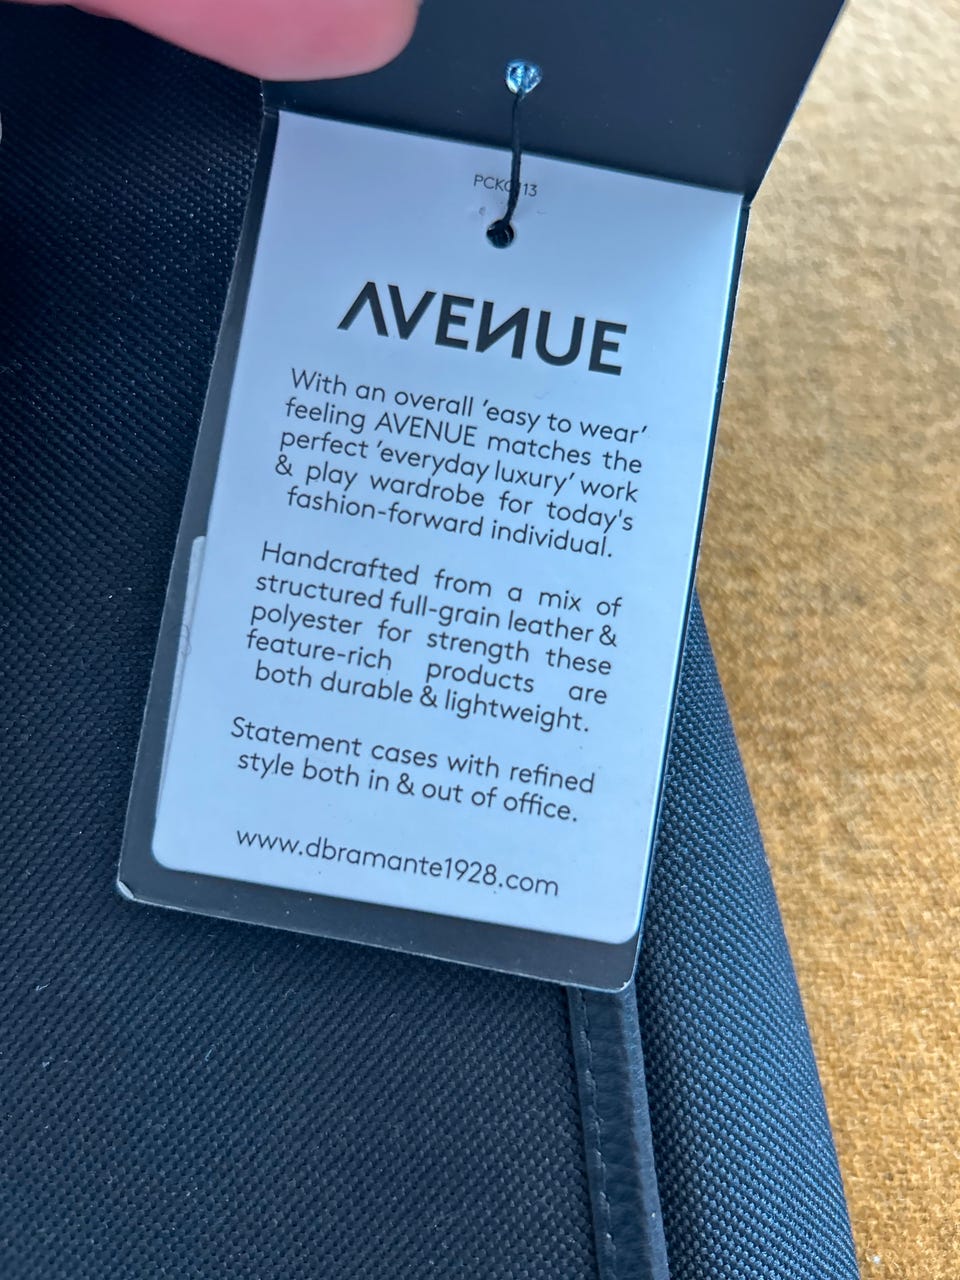 AVENUE
With an overall 'easy to wear'
feeling AVENUE matches the
perfect 'everyday luxury' work
& play wardrobe for today's
fashion-forward individual.
Handcrafted from a mix of
structured full-grain leather &
polyester for strength these
feature-rich products are
both durable & lightweight.
Statement cases with refined
style both in & out of office.
www.dbramante1928.com